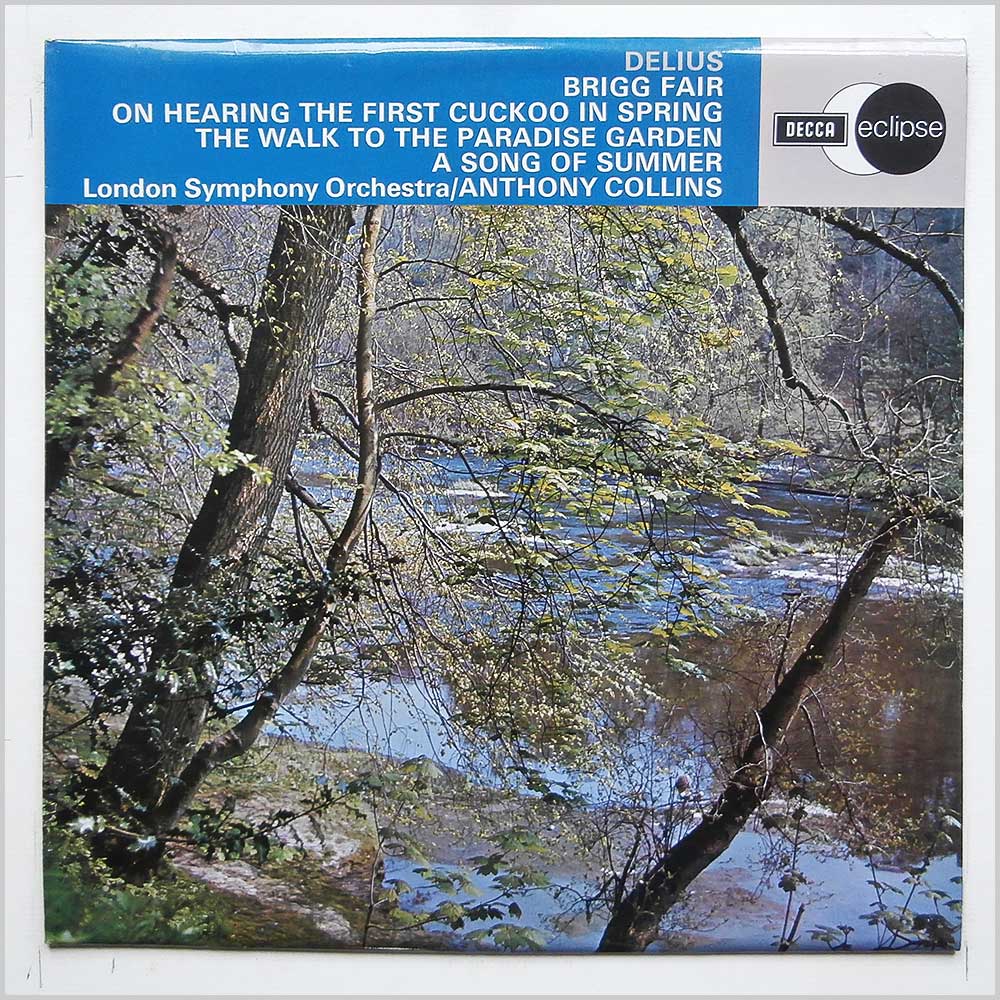 DELIUS
BRIGG FAIR
ON HEARING THE FIRST CUCKOO IN SPRING
THE WALK TO THE PARADISE GARDEN
A SONG OF SUMMER
London Symphony Orchestra/ANTHONY COLLINS
DECCA eclipse